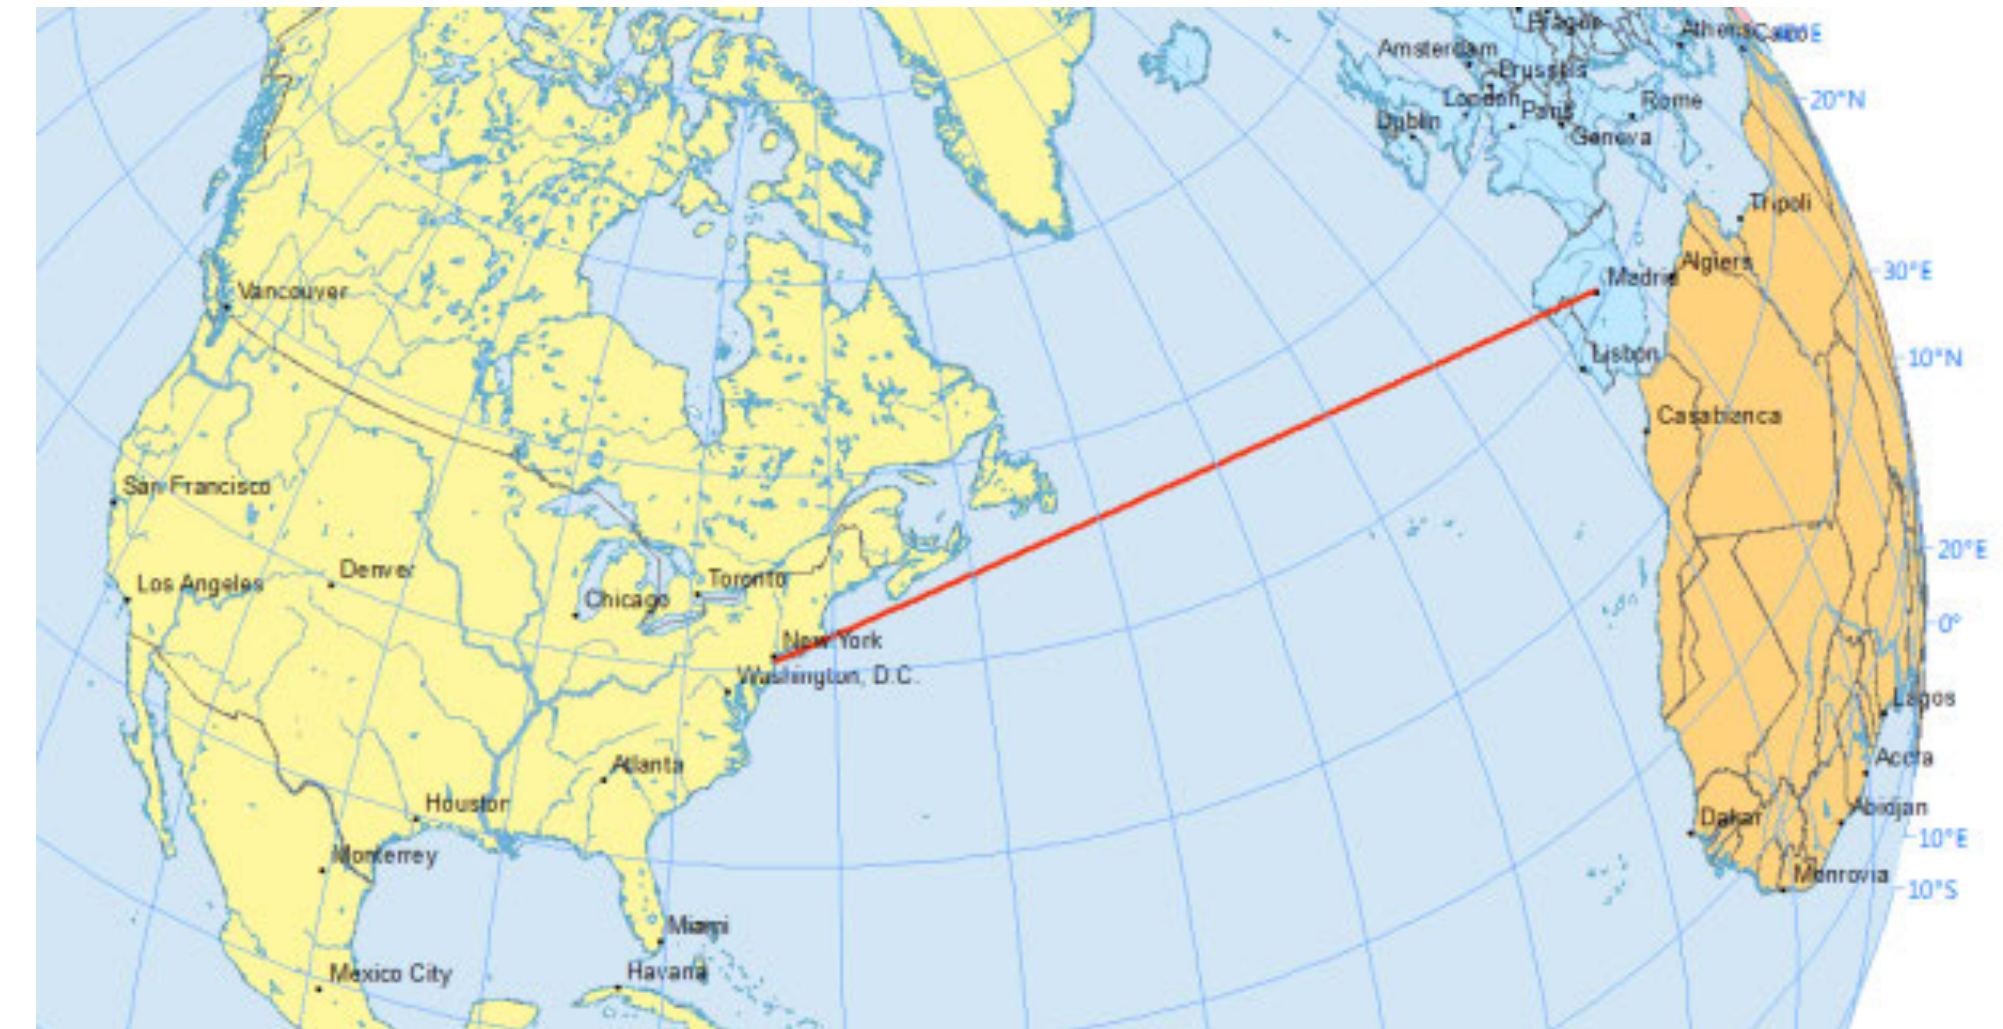 Prague
Athens
Cairo
Amsterdam
Brussels
20°N
London
Paris
Rome
Dublin
Geneva
Tripoli
Algiers
30°E
Madrid
Vancouver
Lisbon
10°N
Casablanca
San Francisco
20°E
Denver
Los Angeles
Toronto
Chicago
0°
New York
Washington, D.C.
Lagos
Accra
Atlanta
Houston
Dakar
Abidjan
10°E
Monterrey
Monrovia
10°S
Miami
Mexico City
Havana